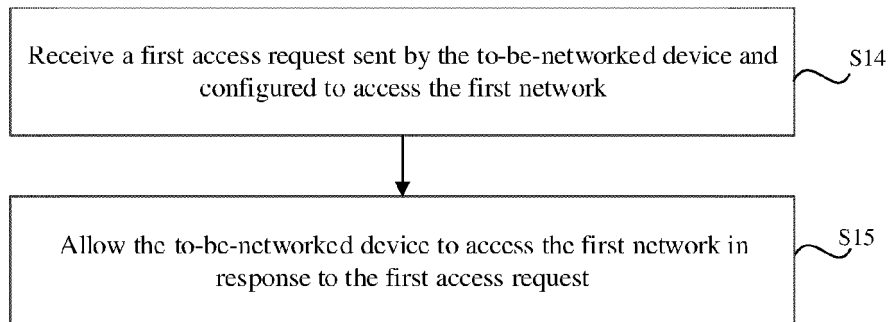 Receive a first access request sent by the to-be-networked device and
configured to access the first network
S14
Allow the to-be-networked device to access the first network in
response to the first access request
S15